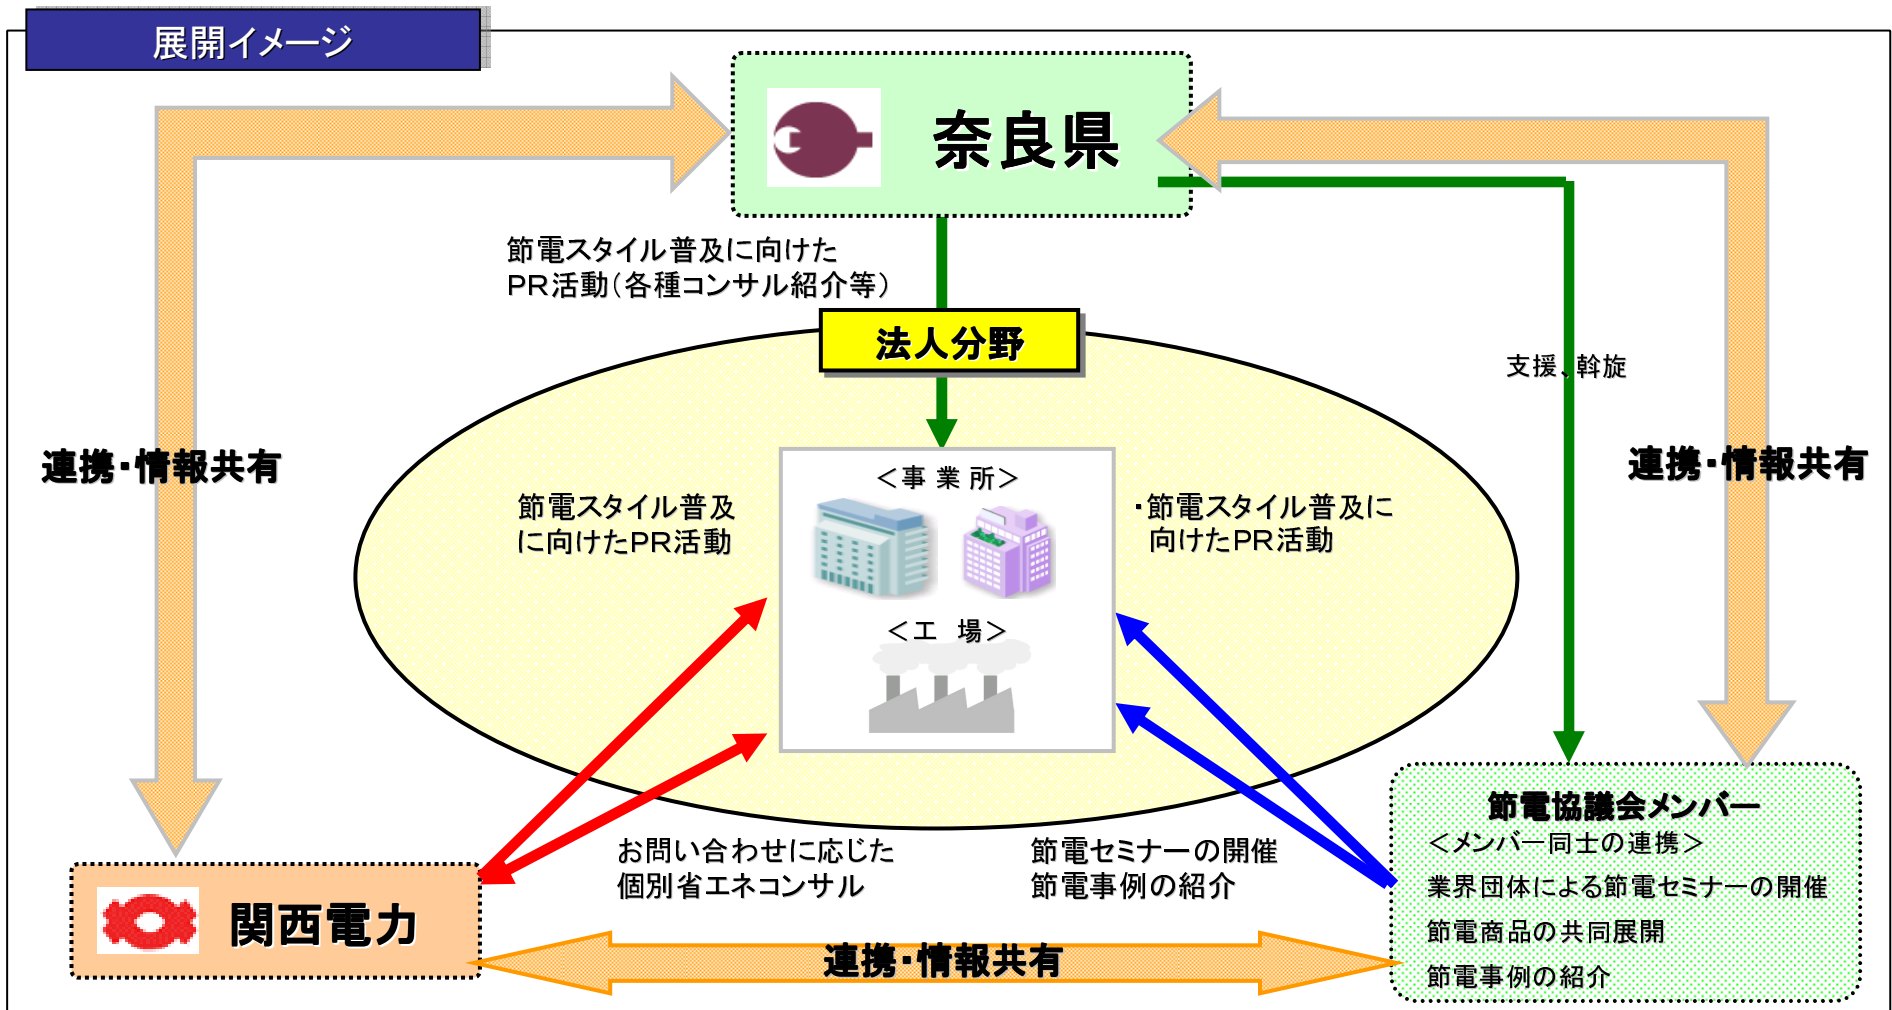 展開イメージ
奈良県
節電スタイル普及に向けた
PR活動（各種コンサル紹介等）
法人分野
支援、斡旋
連携・情報共有
連携・情報共有
＜事 業 所＞
節電スタイル普及
に向けたPR活動
・節電スタイル普及に
向けたPR活動
＜工　場＞
節電協議会メンバー
＜メンバー同士の連携＞
業界団体による節電セミナーの開催
節電商品の共同展開
節電事例の紹介
お問い合わせに応じた
個別省エネコンサル
節電セミナーの開催
節電事例の紹介
関西電力
連携・情報共有